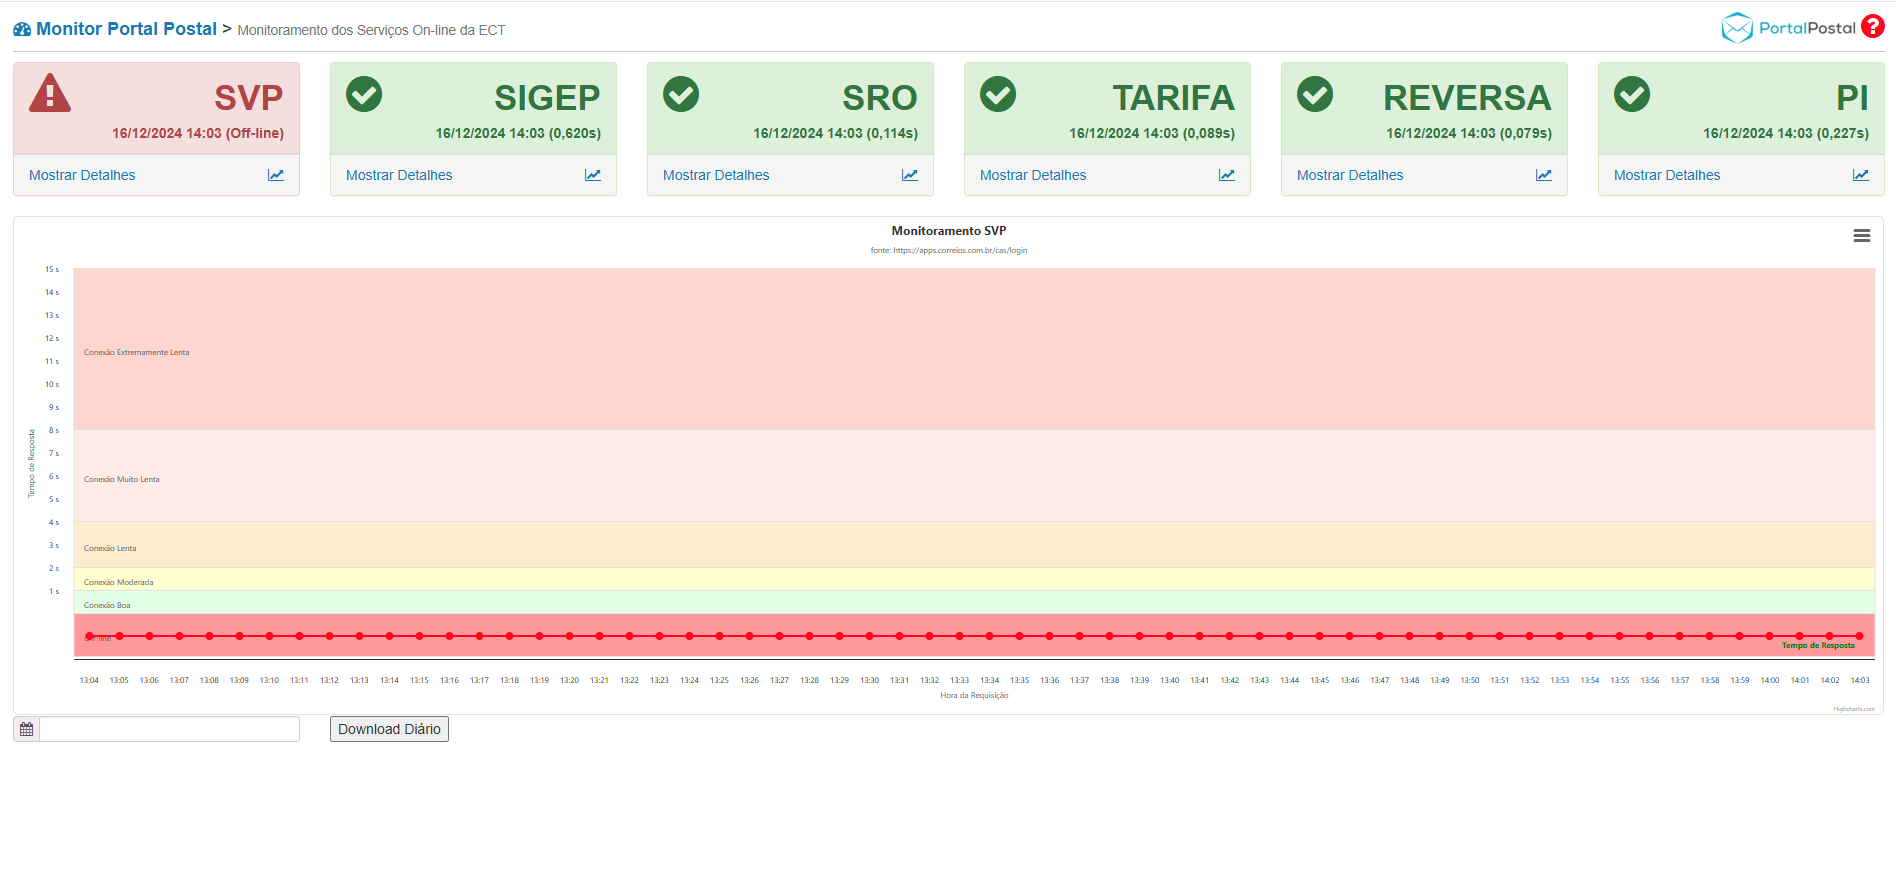 Monitor Portal Postal > Monitoramento dos Serviços On-line da ECT
PortalPostal ?
SVP
16/12/2024 14:03 (Off-line)
Mostrar Detalhes
SIGEP
16/12/2024 14:03 (0,620s)
Mostrar Detalhes
SRO
16/12/2024 14:03 (0,114s)
Mostrar Detalhes
TARIFA
16/12/2024 14:03 (0,089s)
Mostrar Detalhes
REVERSA
16/12/2024 14:03 (0,079s)
Mostrar Detalhes
PI
16/12/2024 14:03 (0,227s)
Mostrar Detalhes
Monitoramento SVP
fonte: https://apps.correios.com.br/cas/login
Tempo de Resposta
15 s
14 s
13 s
12 s
11 s
10 s
9 s
8 s
7 s
6 s
5 s
4 s
3 s
2 s
1 s
Conexão Extremamente Lenta
Conexão Muito Lenta
Conexão Lenta
Conexão Moderada
Conexão Boa
Off-line
Tempo de Resposta
13:04 13:05 13:06 13:07 13:08 13:09 13:10 13:11 13:12 13:13 13:14 13:15 13:16 13:17 13:18 13:19 13:20 13:21 13:22 13:23 13:24 13:25 13:26 13:27 13:28 13:29 13:30 13:31 13:32 13:33 13:34 13:35 13:36 13:37 13:38 13:39 13:40 13:41 13:42 13:43 13:44 13:45 13:46 13:47 13:48 13:49 13:50 13:51 13:52 13:53 13:54 13:55 13:56 13:57 13:58 13:59 14:00 14:01 14:02 14:03
Hora da Requisição
Highcharts.com
Download Diário